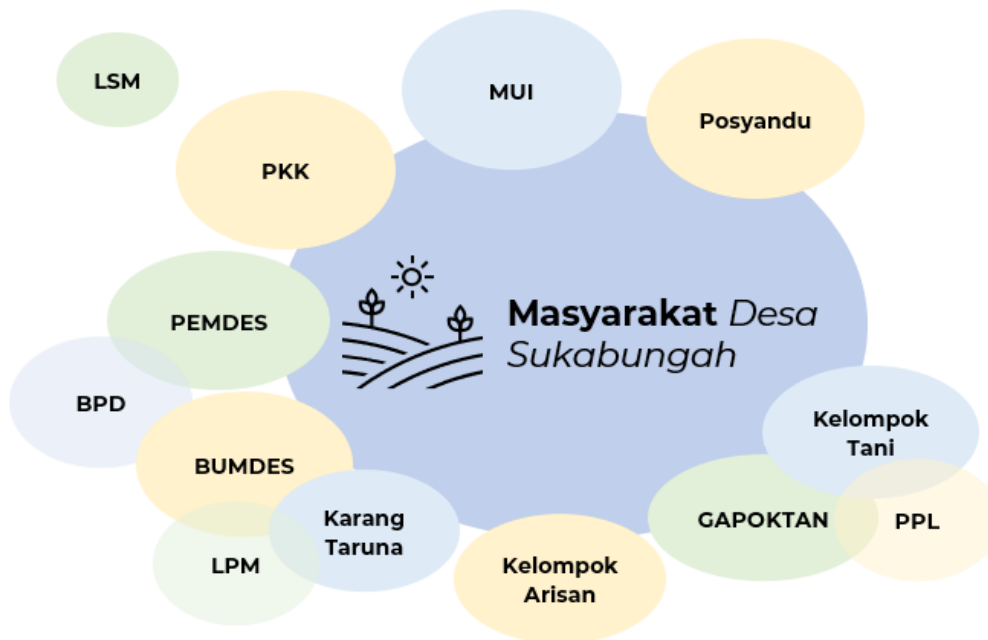 LSM
MUI
Posyandu
PKK
PEMDES
Masyarakat Desa
Sukabungah
BPD
BUMDES
Kelompok
Tani
Karang
Taruna
GAPOKTAN
PPL
LPM
Kelompok
Arisan